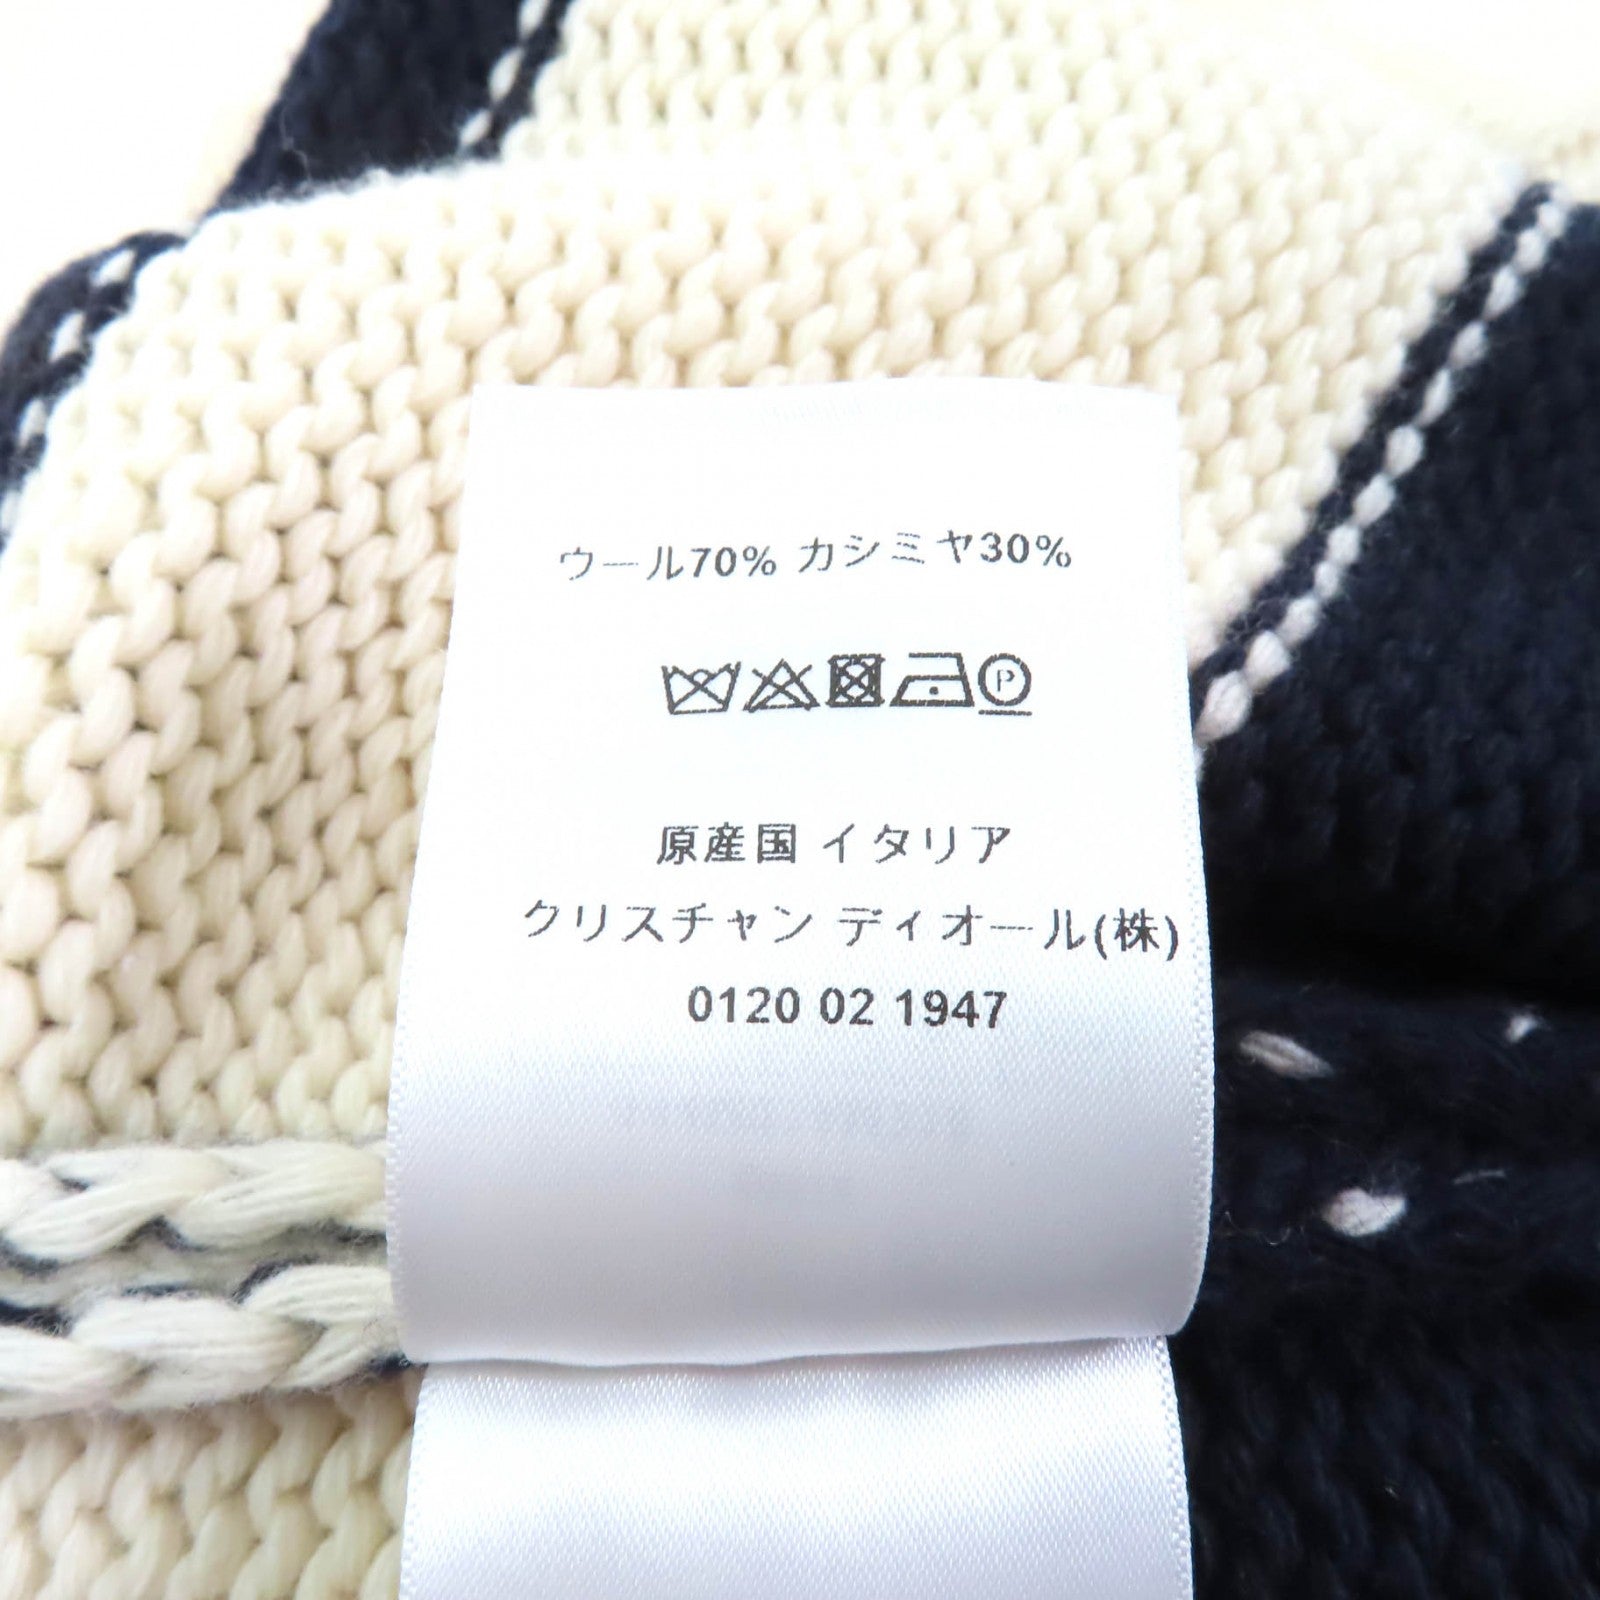 ウール70% カシミヤ30%
P
原産国 イタリア
クリスチャン ディオール(株)
0120 02 1947